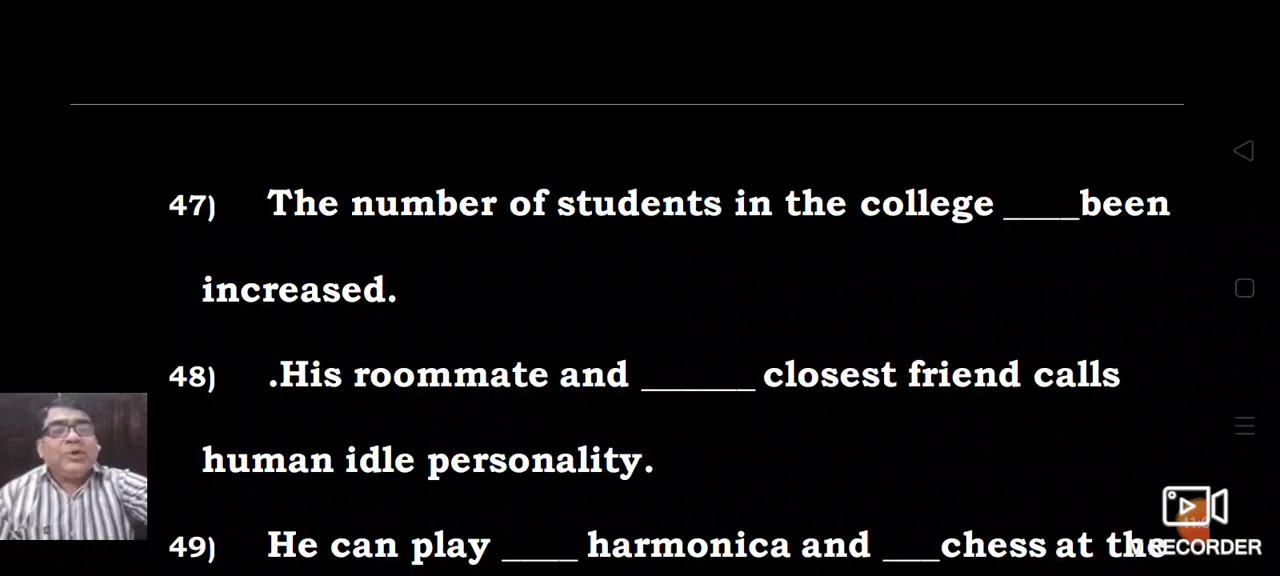 47) The number of students in the college ____been
increased.
48) .His roommate and ______ closest friend calls
human idle personality.
49) He can play ____ harmonica and ___chess at the
RECORDER